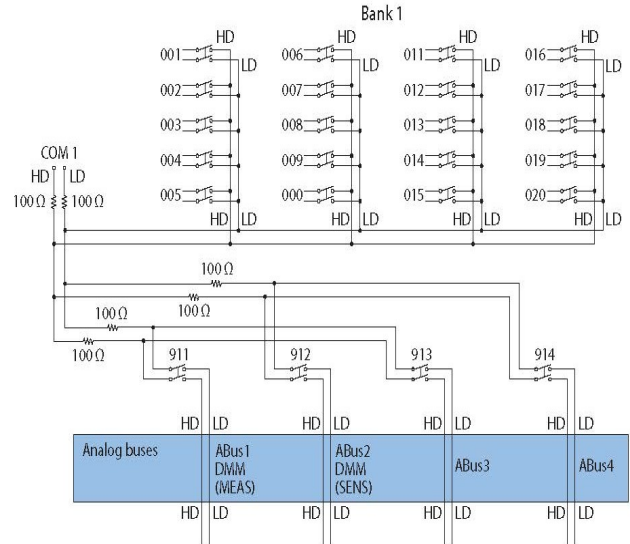 Bank 1
HD HD HD HD
001 006 011 016
LD LD LD LD
002 007 012 017
003 008 013 018
004 009 014 019
005 000 015 020
HD LD HD LD HD LD HD LD
COM 1
HD LD
100 Ω 100 Ω
100 Ω
100 Ω
100 Ω
100 Ω
911 912 913 914
HD LD HD LD HD LD HD LD
Analog buses
ABus1
DMM
(MEAS)
ABus2
DMM
(SENS)
ABus3
ABus4
HD LD HD LD HD LD HD LD